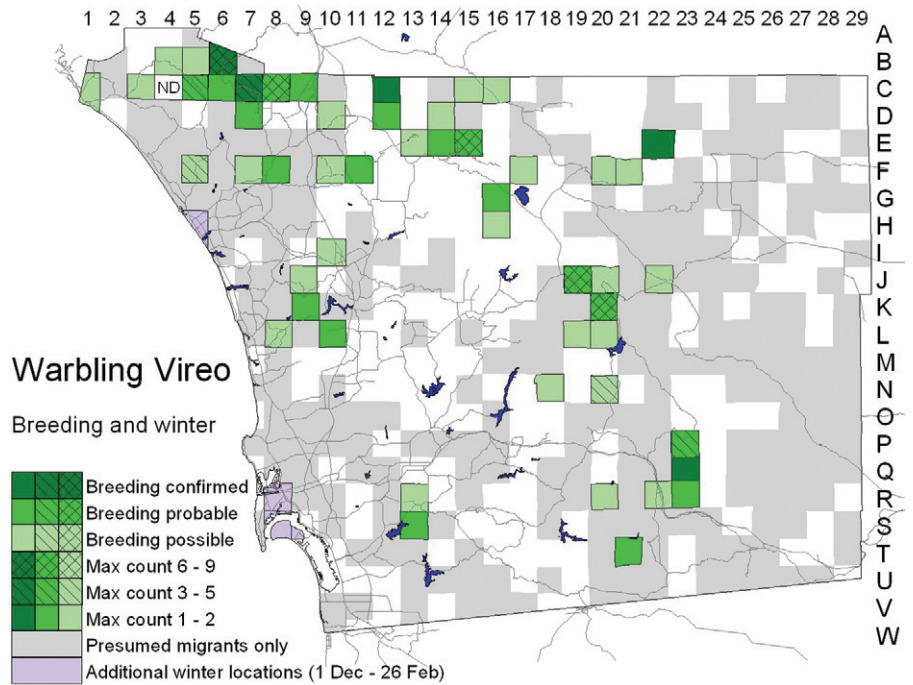 1 2 3 4 5 6 7 8 9 10 11 12 13 14 15 16 17 18 19 20 21 22 23 24 25 26 27 28 29
A
B
C
D
E
F
G
H
I
J
K
L
M
N
O
P
Q
R
S
T
U
V
W
ND
Warbling Vireo
Breeding and winter
Breeding confirmed
Breeding probable
Breeding possible
Max count 6 - 9
Max count 3 - 5
Max count 1 - 2
Presumed migrants only
Additional winter locations (1 Dec - 26 Feb)